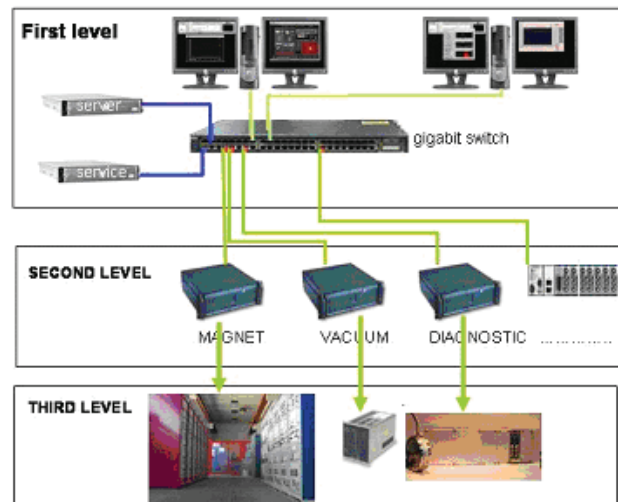 First level
server
gigabit switch
service
SECOND LEVEL
MAGNET VACUUM DIAGNOSTIC ..............
THIRD LEVEL